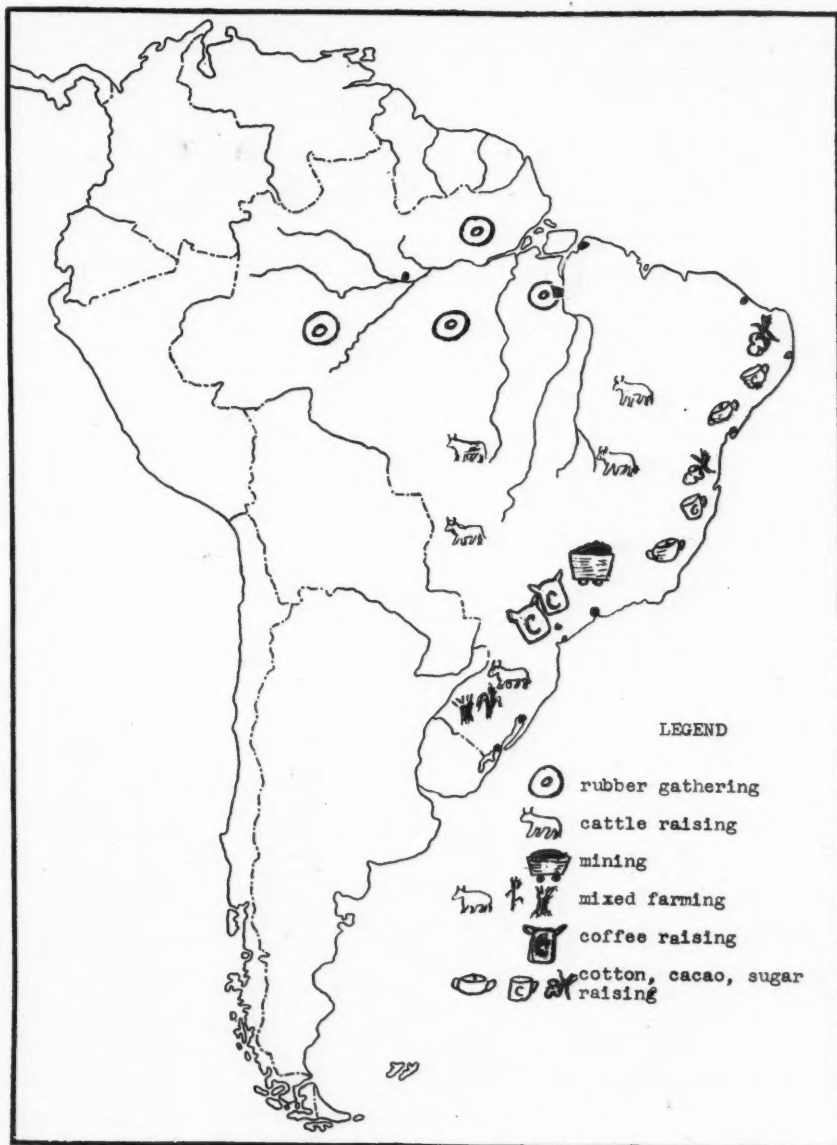 LEGEND
rubber gathering
cattle raising
mining
mixed farming
coffee raising
C cotton, cacao, sugar
raising
C
C
C